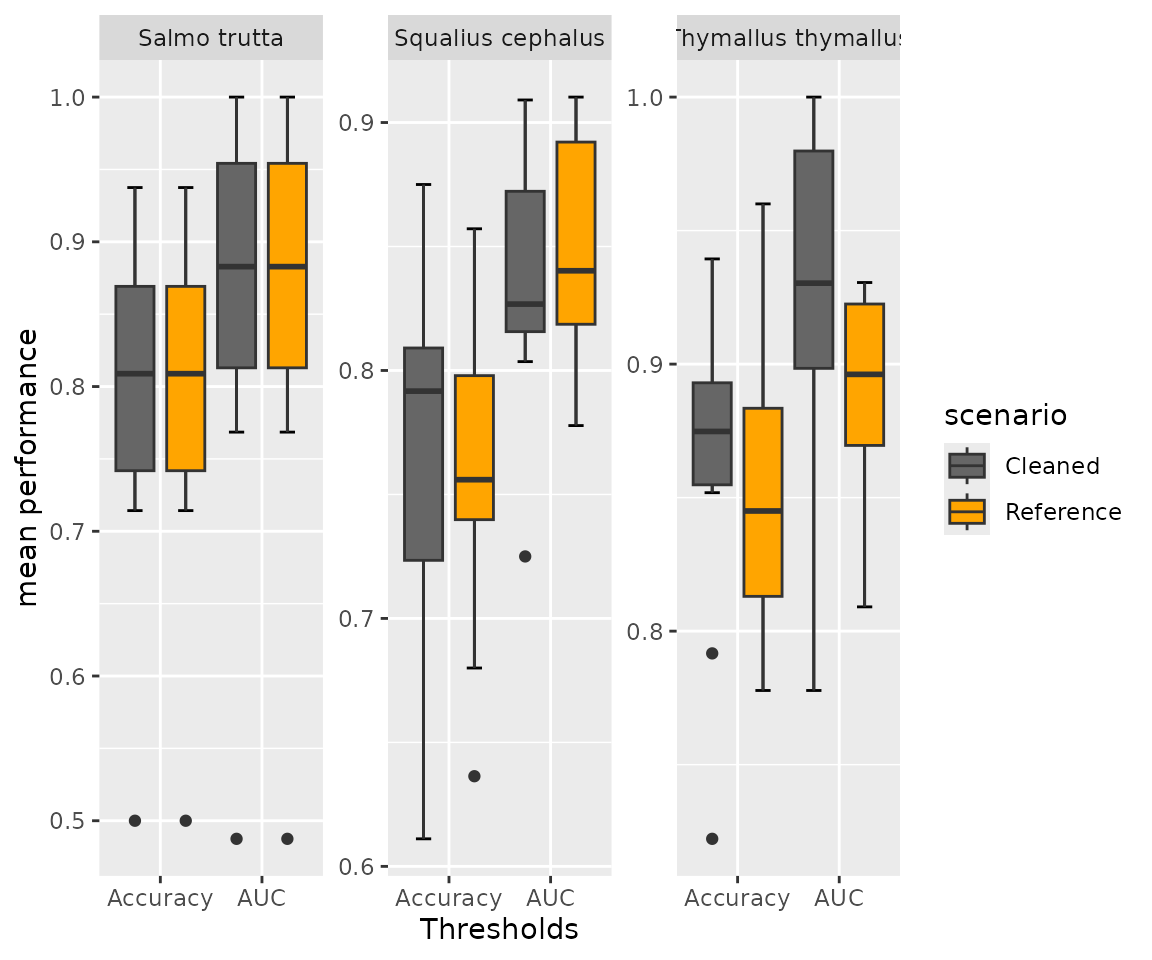 Salmo trutta
Squalius cephalus
Thymallus thymallus
1.0
0.9
0.8
0.7
0.6
0.5
0.9
0.8
0.7
0.6
1.0
0.9
0.8
mean performance
Accuracy AUC
Accuracy AUC
Accuracy AUC
Thresholds
scenario
Cleaned
Reference